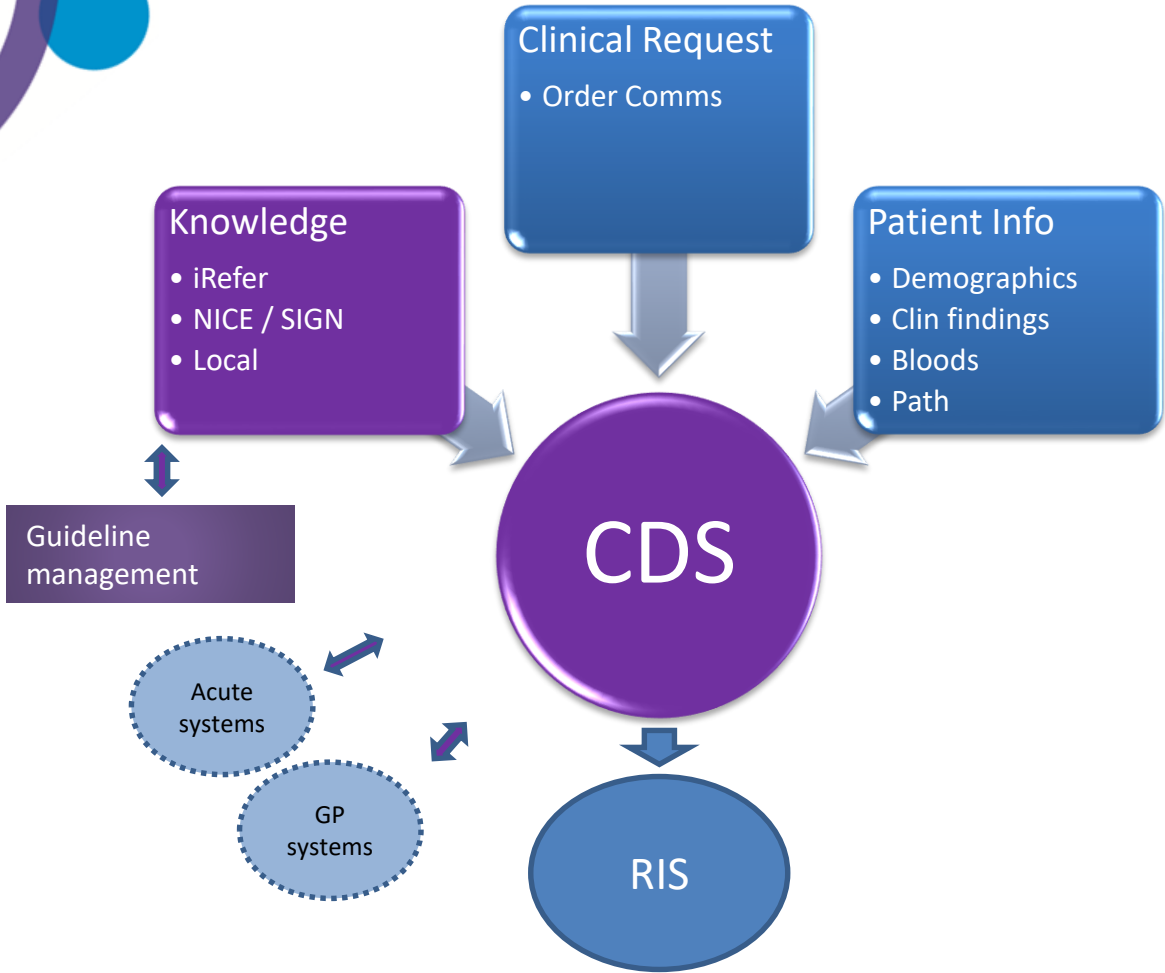 Clinical Request
• Order Comms
Knowledge
• iRefer
• NICE / SIGN
• Local
Patient Info
• Demographics
• Clin findings
• Bloods
• Path
Guideline
management
CDS
Acute
systems
GP
systems
RIS